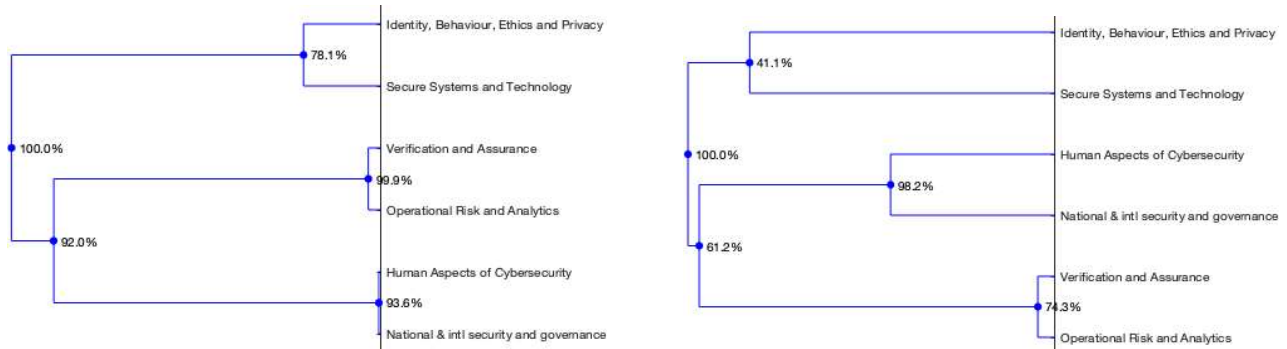 Identity, Behaviour, Ethics and Privacy
78.1%
Secure Systems and Technology
100.0%
Verification and Assurance
99.9%
Operational Risk and Analytics
92.0%
Human Aspects of Cybersecurity
93.6%
National & intl security and governance
Identity, Behaviour, Ethics and Privacy
41.1%
Secure Systems and Technology
100.0%
Human Aspects of Cybersecurity
98.2%
National & intl security and governance
61.2%
Verification and Assurance
74.3%
Operational Risk and Analytics